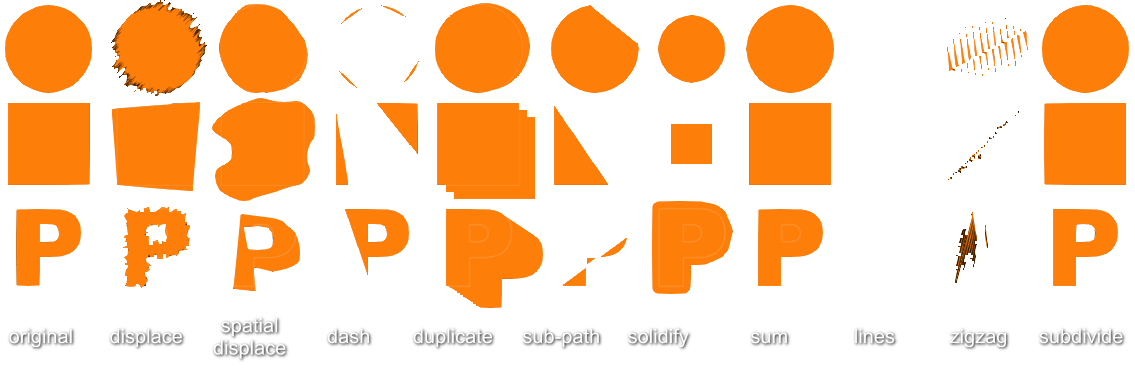 P P P P P P P P
original displace spatial displace dash duplicate sub-path solidify sum lines zigzag subdivide